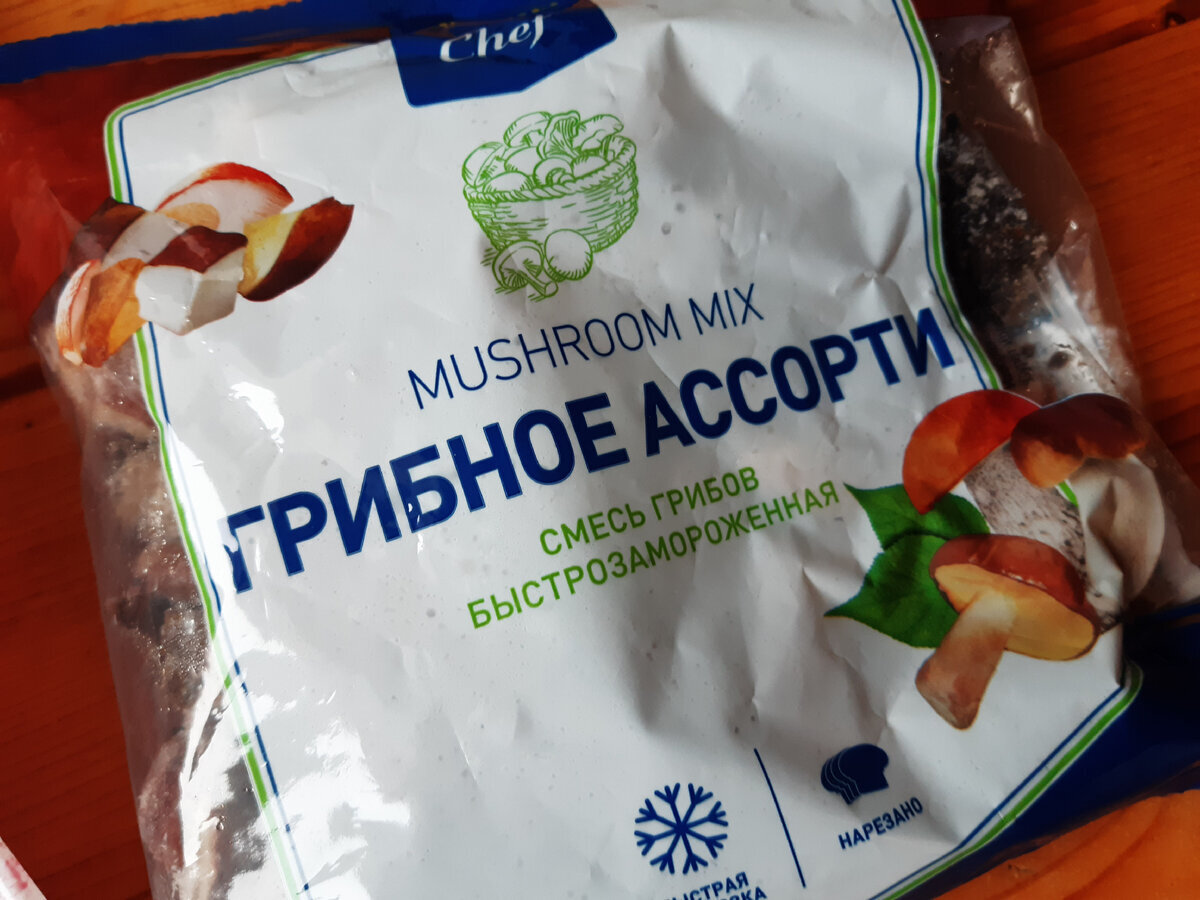 Chef
MUSHROOM MIX
ГРИБНОЕ АССОРТИ
СМЕСЬ ГРИБОВ
БЫСТРОЗАМОРОЖЕННАЯ
НАРЕЗАНО